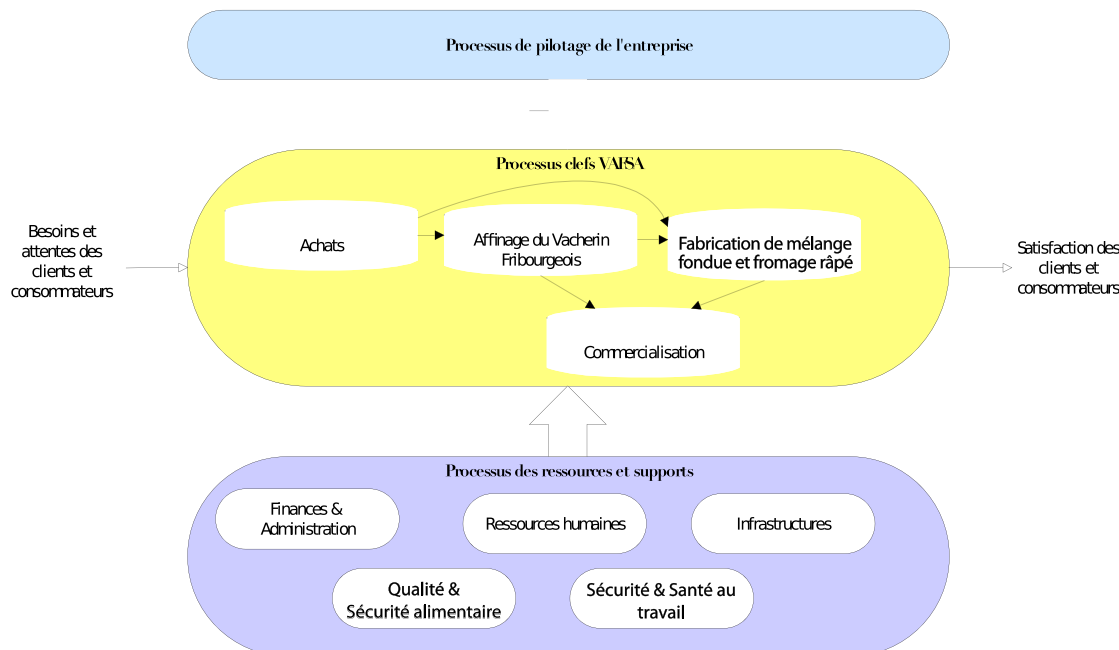 Processus de pilotage de l'entreprise
Processus clefs VAFSA
Besoins et
attentes des
clients et
consommateurs
Achats
Affinage du Vacherin
Fribourgeois
Fabrication de mélange
fondue et fromage râpé
Commercialisation
Satisfaction des
clients et
consommateurs
Processus des ressources et supports
Finances &
Administration
Ressources humaines
Infrastructures
Qualité &
Sécurité alimentaire
Sécurité & Santé au
travail